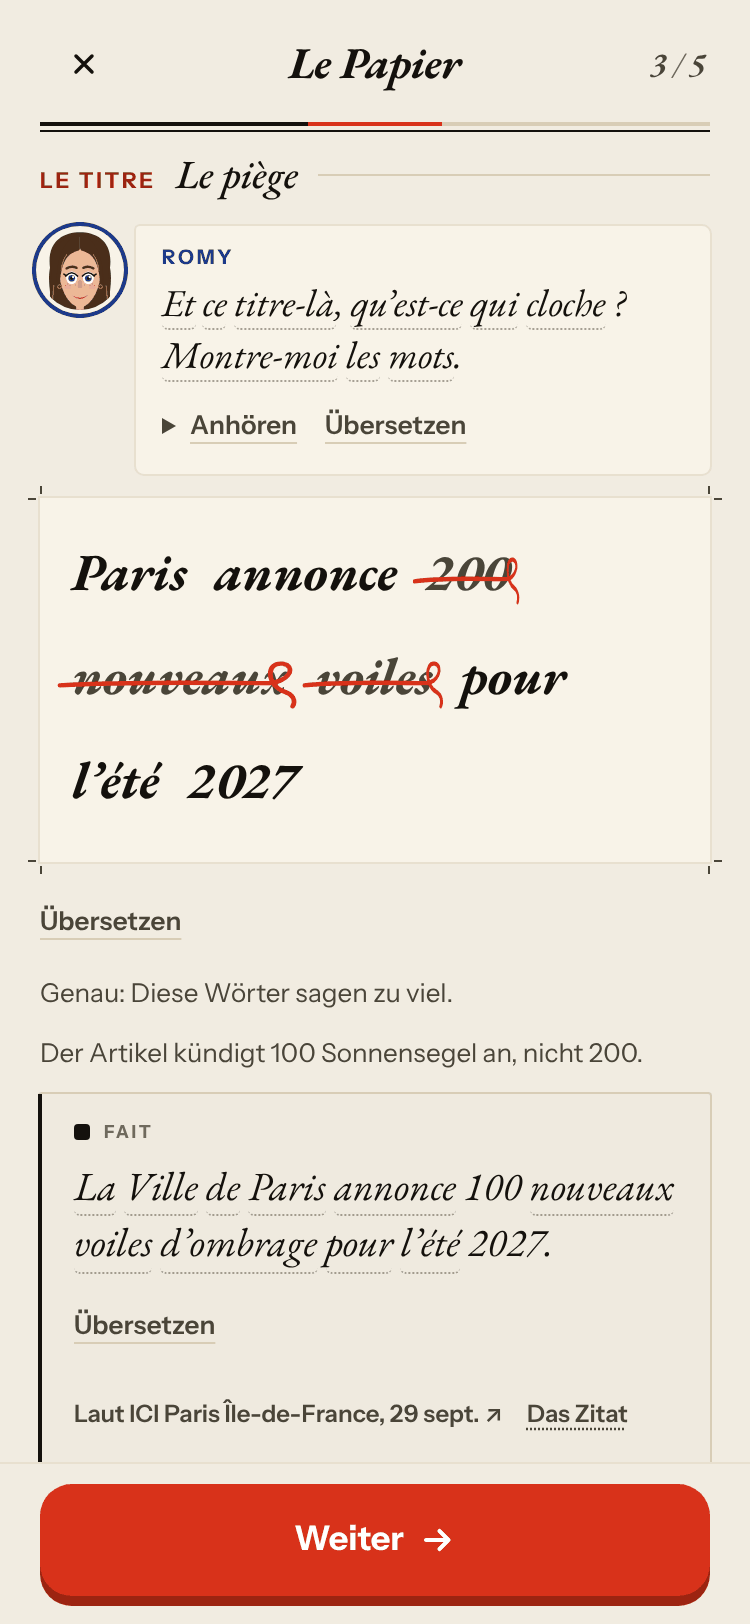 Le Papier
3 / 5
LE TITRE Le piège
ROMY
Et ce titre-là, qu’est-ce qui cloche ?
Montre-moi les mots.
Anhören Übersetzen
Paris annonce 200
nouveaux voiles pour
l’été 2027
Übersetzen
Genau: Diese Wörter sagen zu viel.
Der Artikel kündigt 100 Sonnensegel an, nicht 200.
FAIT
La Ville de Paris annonce 100 nouveaux
voiles d’ombrage pour l’été 2027.
Übersetzen
Laut ICI Paris Île-de-France, 29 sept. ↗ Das Zitat
Weiter →